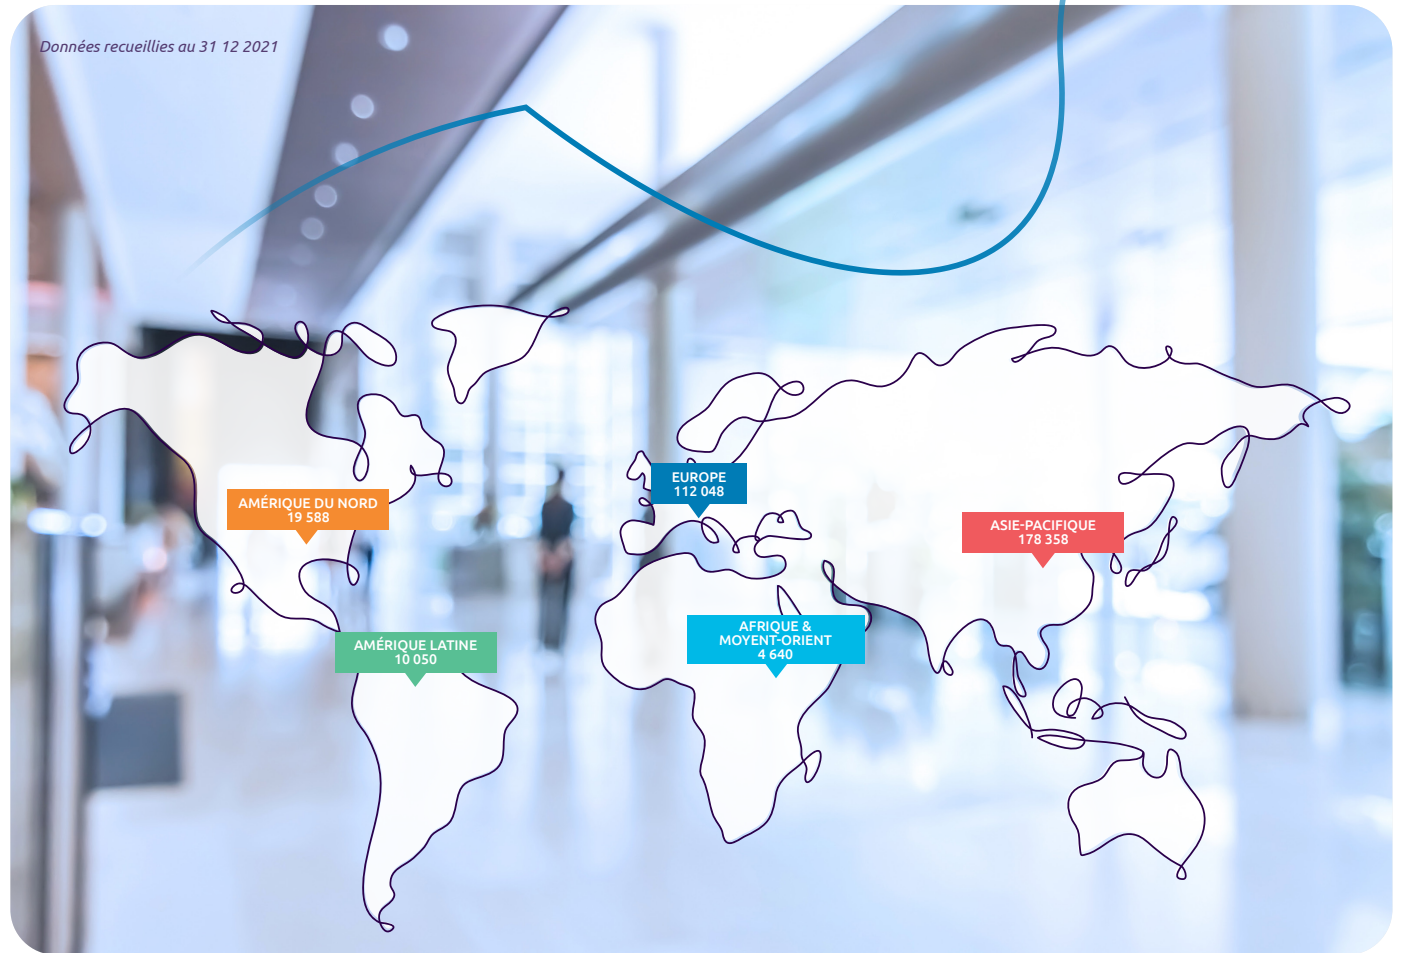 Données recueillies au 31 12 2021
EUROPE
112 048
AMÉRIQUE DU NORD
19 588
ASIE-PACIFIQUE
178 358
AFRIQUE &
MOYENT-ORIENT
4 640
AMÉRIQUE LATINE
10 050